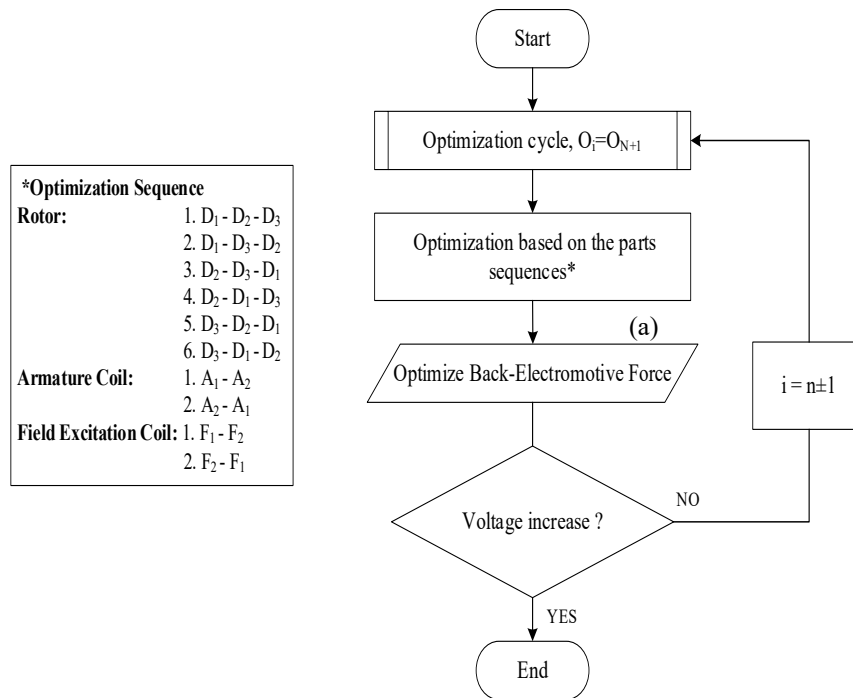 Start
Optimization cycle, Oᵢ=O_N+1
*Optimization Sequence
Rotor: 1. D₁ - D₂ - D₃
2. D₁ - D₃ - D₂
3. D₂ - D₃ - D₁
4. D₂ - D₁ - D₃
5. D₃ - D₂ - D₁
6. D₃ - D₁ - D₂
Armature Coil: 1. A₁ - A₂
2. A₂ - A₁
Field Excitation Coil: 1. F₁ - F₂
2. F₂ - F₁
Optimization based on the parts
sequences*
(a)
Optimize Back-Electromotive Force
i = n±1
Voltage increase ?
NO
YES
End